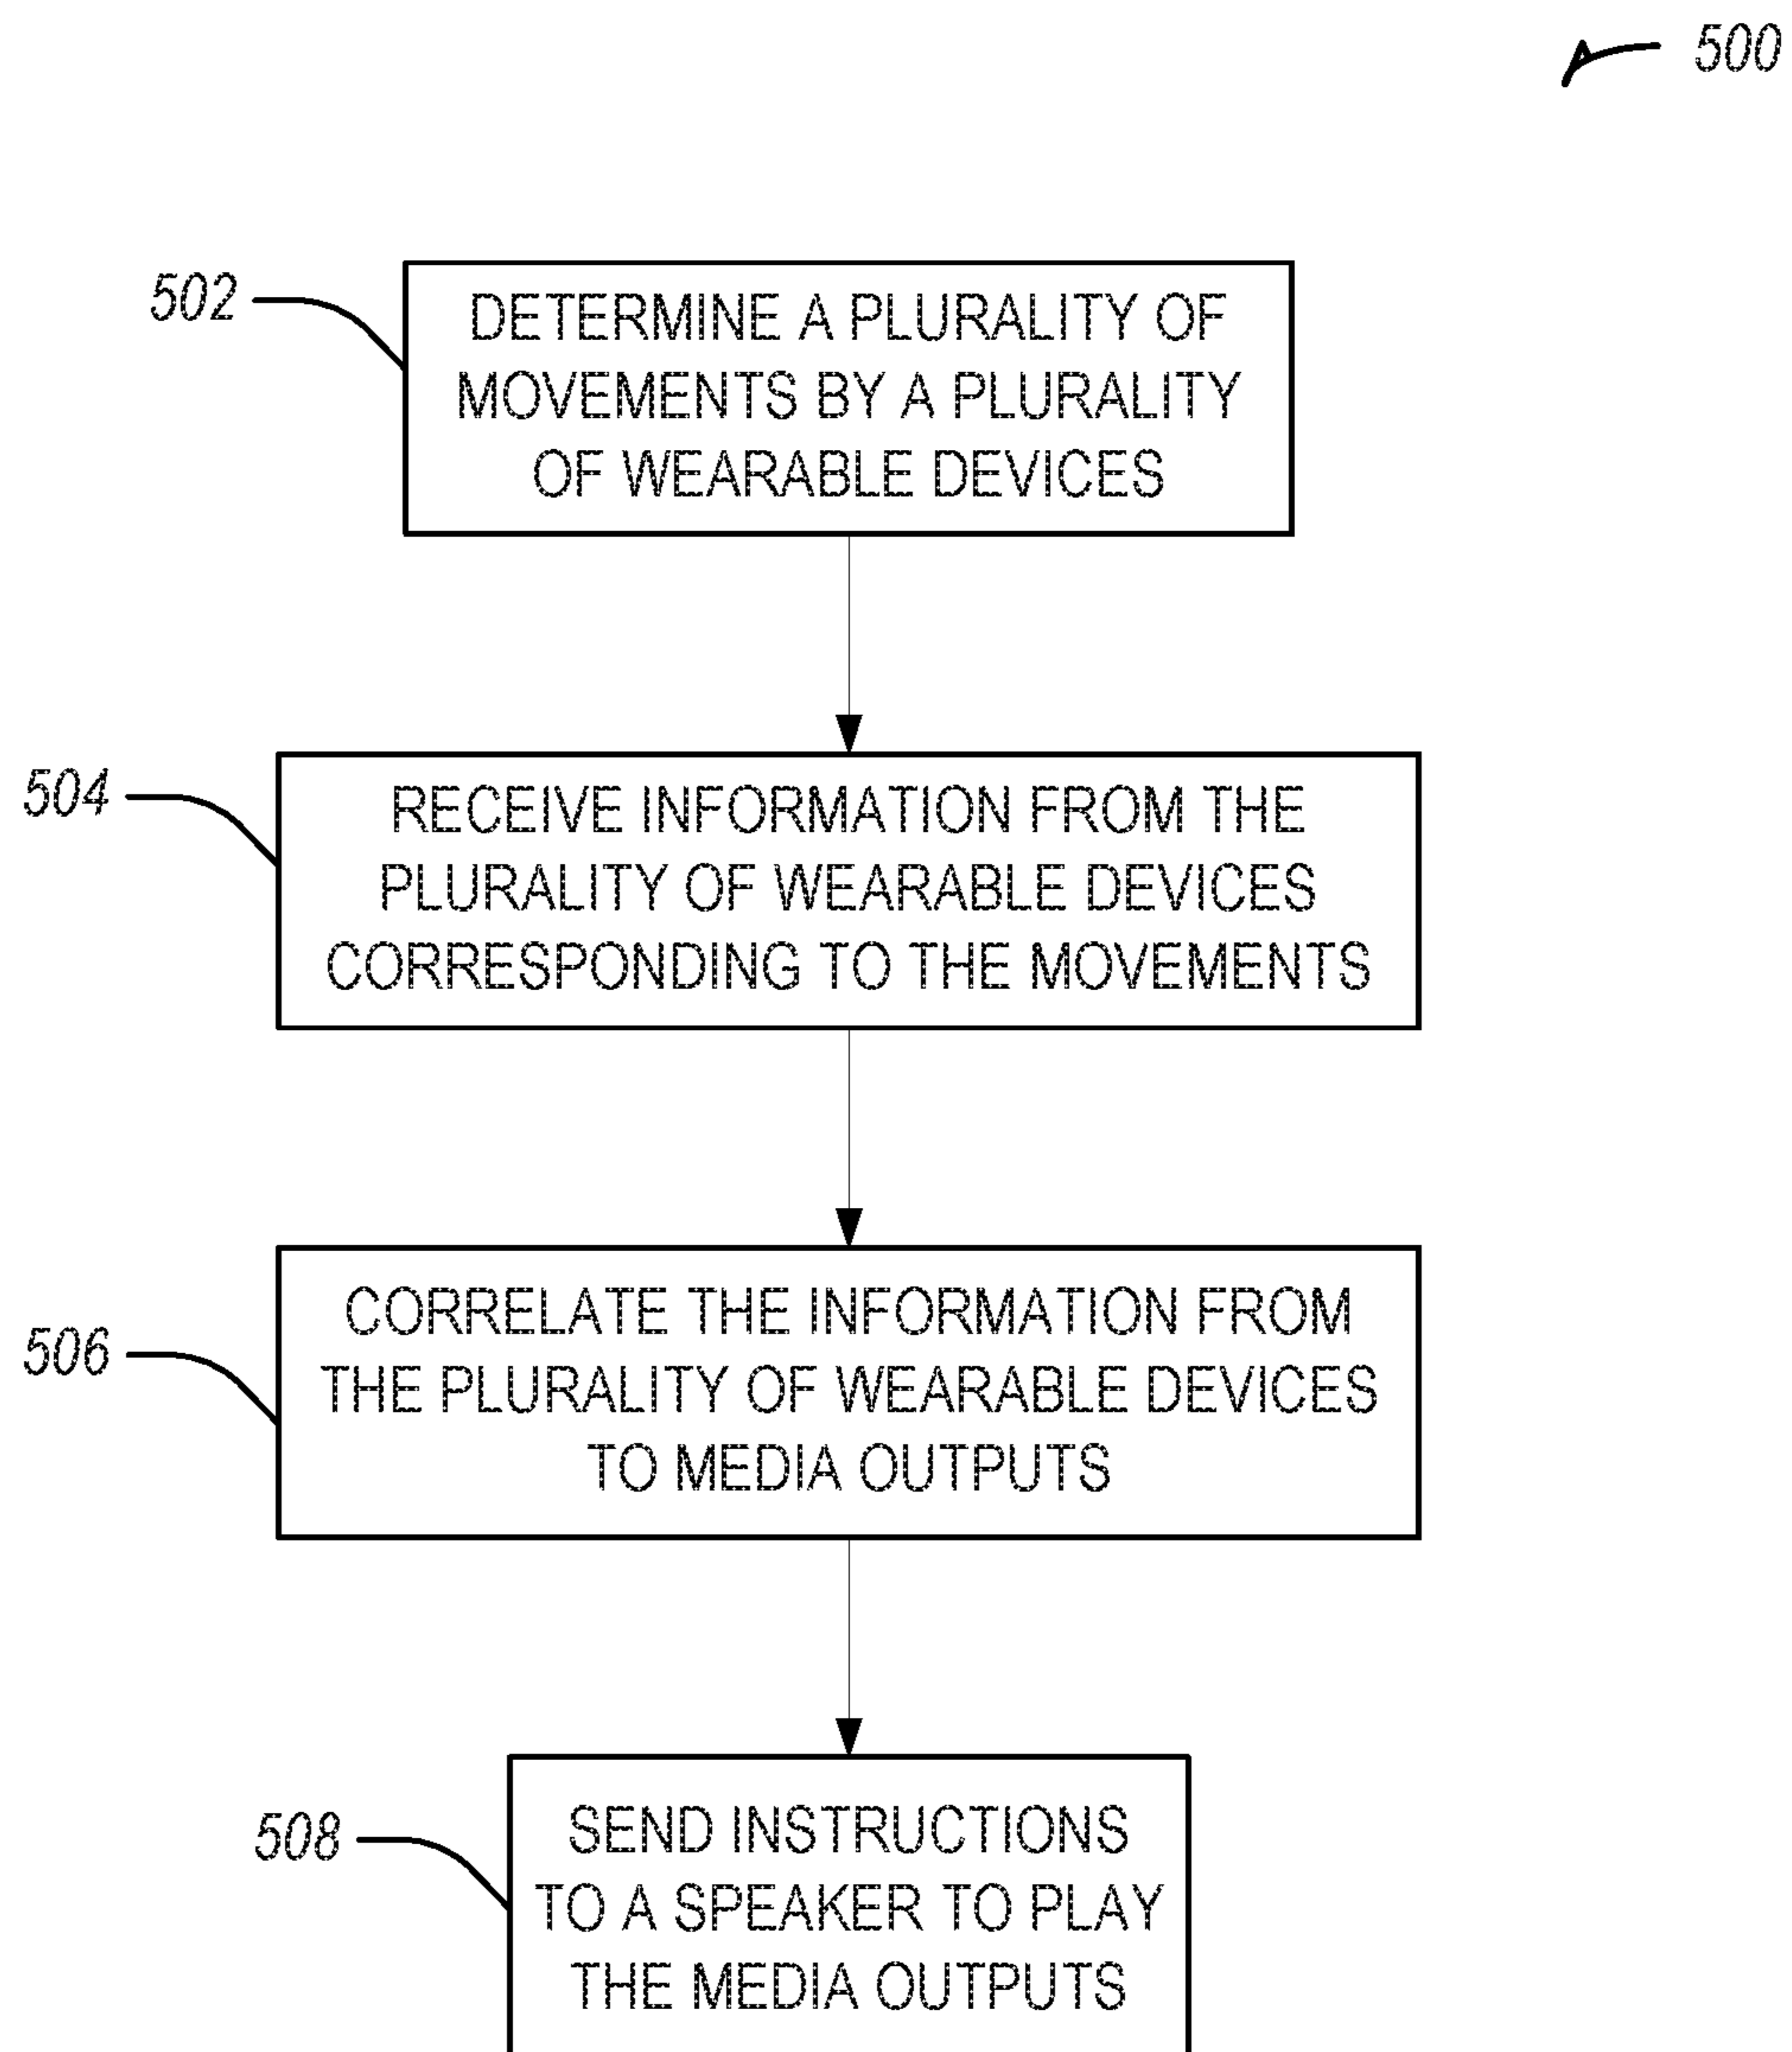 500
502
DETERMINE A PLURALITY OF
MOVEMENTS BY A PLURALITY
OF WEARABLE DEVICES
504
RECEIVE INFORMATION FROM THE
PLURALITY OF WEARABLE DEVICES
CORRESPONDING TO THE MOVEMENTS
506
CORRELATE THE INFORMATION FROM
THE PLURALITY OF WEARABLE DEVICES
TO MEDIA OUTPUTS
508
SEND INSTRUCTIONS
TO A SPEAKER TO PLAY
THE MEDIA OUTPUTS